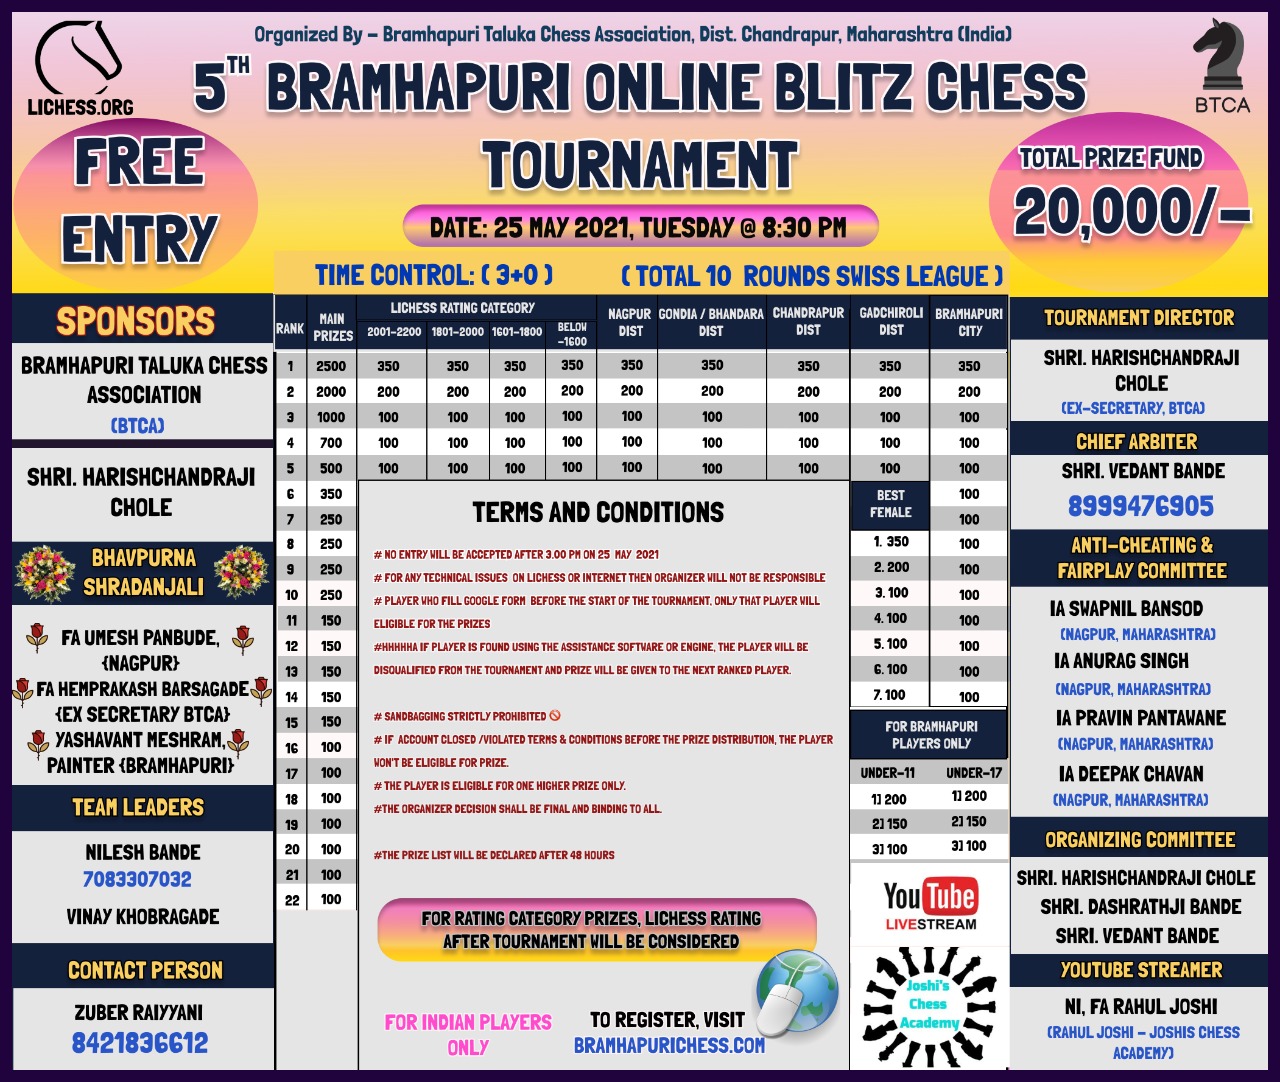 Organized By – Bramhapuri Taluka Chess Association, Dist. Chandrapur, Maharashtra (India)
LICHESS.ORG
5TH BRAMHAPURI ONLINE BLITZ CHESS
TOURNAMENT
BTCA
FREE
ENTRY
TOTAL PRIZE FUND
20,000/–
DATE: 25 MAY 2021, TUESDAY @ 8:30 PM
TIME CONTROL: ( 3+0 ) ( TOTAL 10 ROUNDS SWISS LEAGUE )
SPONSORS
BRAMHAPURI TALUKA CHESS
ASSOCIATION
(BTCA)
SHRI. HARISHCHANDRAJI
CHOLE
BHAVPURNA
SHRADANJALI
FA UMESH PANBUDE,
{NAGPUR}
FA HEMPRAKASH BARSAGADE
{EX SECRETARY BTCA}
YASHAVANT MESHRAM,
PAINTER {BRAMHAPURI}
TEAM LEADERS
NILESH BANDE
7083307032
VINAY KHOBRAGADE
CONTACT PERSON
ZUBER RAIYYANI
8421836612
RANK MAIN PRIZES LICHESS RATING CATEGORY NAGPUR DIST GONDIA / BHANDARA DIST CHANDRAPUR DIST GADCHIROLI DIST BRAMHAPURI CITY
2001–2200 1801–2000 1601–1800 BELOW –1600
1 2500 350 350 350 350 350 350 350 350 350
2 2000 200 200 200 200 200 200 200 200 200
3 1000 100 100 100 100 100 100 100 100 100
4 700 100 100 100 100 100 100 100 100 100
5 500 100 100 100 100 100 100 100 100 100
6 350 100
7 250 100
8 250 100
9 250 100
10 250 100
11 150 100
12 150 100
13 150 100
14 150 100
15 150
16 100
17 100
18 100
19 100
20 100
21 100
22 100
TERMS AND CONDITIONS
# NO ENTRY WILL BE ACCEPTED AFTER 3.00 PM ON 25 MAY 2021
# FOR ANY TECHNICAL ISSUES ON LICHESS OR INTERNET THEN ORGANIZER WILL NOT BE RESPONSIBLE
# PLAYER WHO FILL GOOGLE FORM BEFORE THE START OF THE TOURNAMENT, ONLY THAT PLAYER WILL
ELIGIBLE FOR THE PRIZES
#HHHHHA IF PLAYER IS FOUND USING THE ASSISTANCE SOFTWARE OR ENGINE, THE PLAYER WILL BE
DISQUALIFIED FROM THE TOURNAMENT AND PRIZE WILL BE GIVEN TO THE NEXT RANKED PLAYER.
# SANDBAGGING STRICTLY PROHIBITED 🚫
# IF ACCOUNT CLOSED /VIOLATED TERMS & CONDITIONS BEFORE THE PRIZE DISTRIBUTION, THE PLAYER
WON'T BE ELIGIBLE FOR PRIZE.
# THE PLAYER IS ELIGIBLE FOR ONE HIGHER PRIZE ONLY.
#THE ORGANIZER DECISION SHALL BE FINAL AND BINDING TO ALL.
#THE PRIZE LIST WILL BE DECLARED AFTER 48 HOURS
FOR RATING CATEGORY PRIZES, LICHESS RATING
AFTER TOURNAMENT WILL BE CONSIDERED
FOR INDIAN PLAYERS
ONLY
TO REGISTER, VISIT
BRAMHAPURICHESS.COM
BEST
FEMALE
1. 350
2. 200
3. 100
4. 100
5. 100
6. 100
7. 100
FOR BRAMHAPURI
PLAYERS ONLY
UNDER–11 UNDER–17
1] 200 1] 200
2] 150 2] 150
3] 100 3] 100
YouTube
LIVESTREAM
Joshi's
Chess
Academy
TOURNAMENT DIRECTOR
SHRI. HARISHCHANDRAJI
CHOLE
(EX–SECRETARY, BTCA)
CHIEF ARBITER
SHRI. VEDANT BANDE
8999476905
ANTI–CHEATING &
FAIRPLAY COMMITTEE
IA SWAPNIL BANSOD
(NAGPUR, MAHARASHTRA)
IA ANURAG SINGH
(NAGPUR, MAHARASHTRA)
IA PRAVIN PANTAWANE
(NAGPUR, MAHARASHTRA)
IA DEEPAK CHAVAN
(NAGPUR, MAHARASHTRA)
ORGANIZING COMMITTEE
SHRI. HARISHCHANDRAJI CHOLE
SHRI. DASHRATHJI BANDE
SHRI. VEDANT BANDE
YOUTUBE STREAMER
NI, FA RAHUL JOSHI
(RAHUL JOSHI – JOSHIS CHESS
ACADEMY)